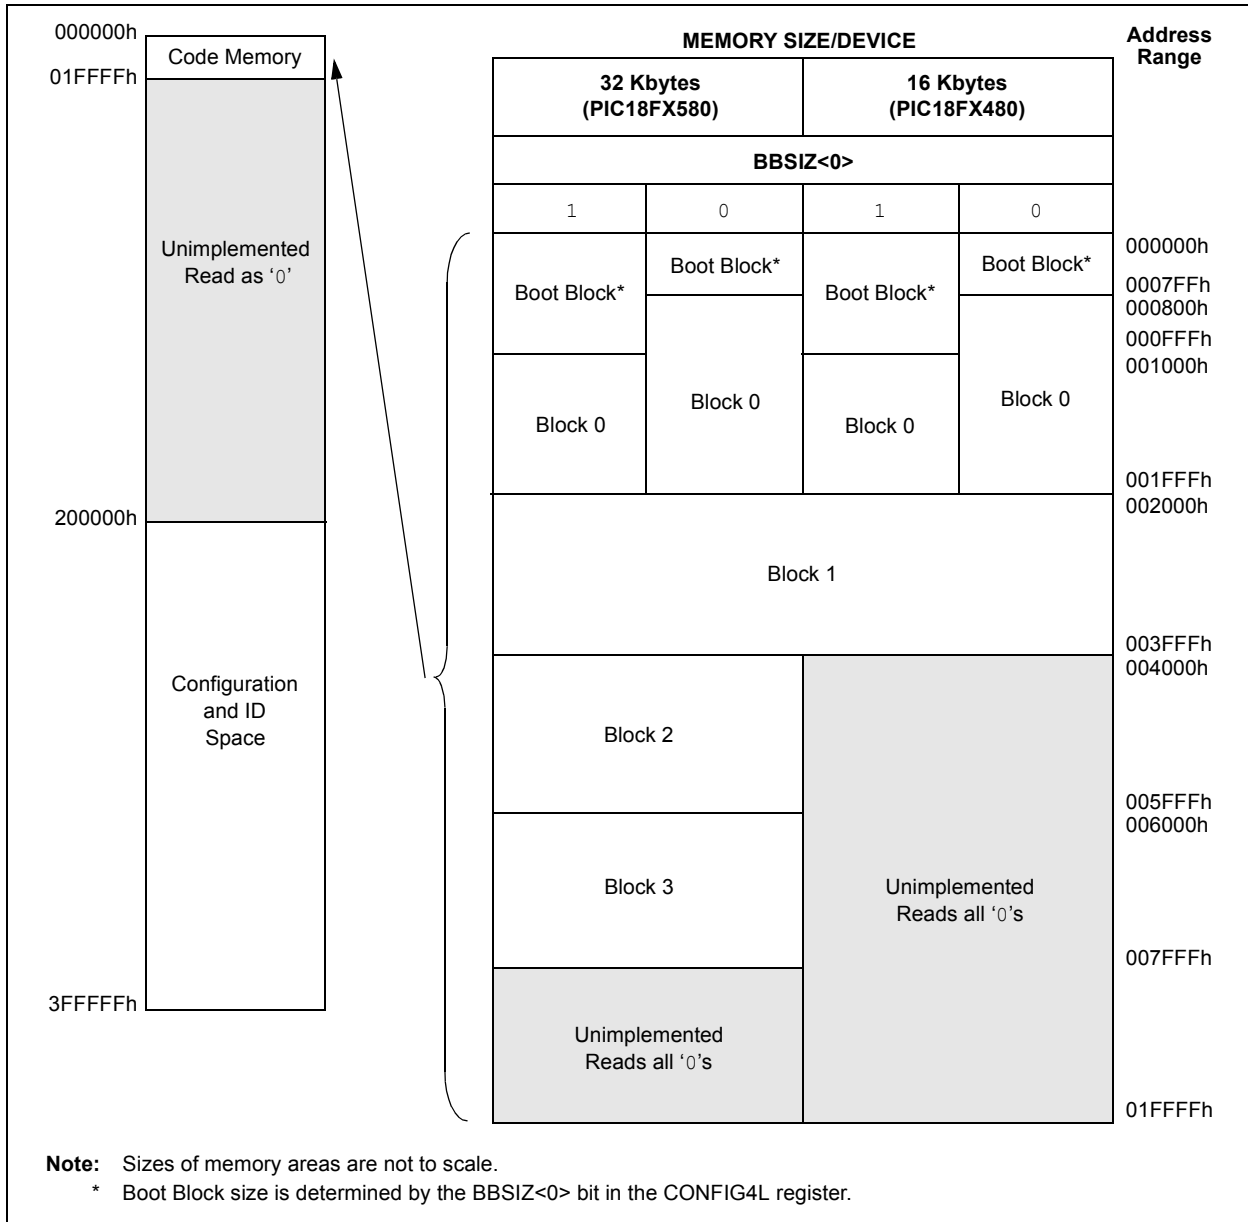 000000h
Code Memory
01FFFFh
Unimplemented
Read as ‘0’
200000h
Configuration
and ID
Space
3FFFFFh
MEMORY SIZE/DEVICE
Address
Range
32 Kbytes
(PIC18FX580)
16 Kbytes
(PIC18FX480)
BBSIZ<0>
1
0
1
0
Boot Block*
Boot Block*
Boot Block*
Boot Block*
Block 0
Block 0
Block 0
Block 0
Block 1
Block 2
Block 3
Unimplemented
Reads all ‘0’s
Unimplemented
Reads all ‘0’s
000000h
0007FFh
000800h
000FFFh
001000h
001FFFh
002000h
003FFFh
004000h
005FFFh
006000h
007FFFh
01FFFFh
Note: Sizes of memory areas are not to scale.
* Boot Block size is determined by the BBSIZ<0> bit in the CONFIG4L register.